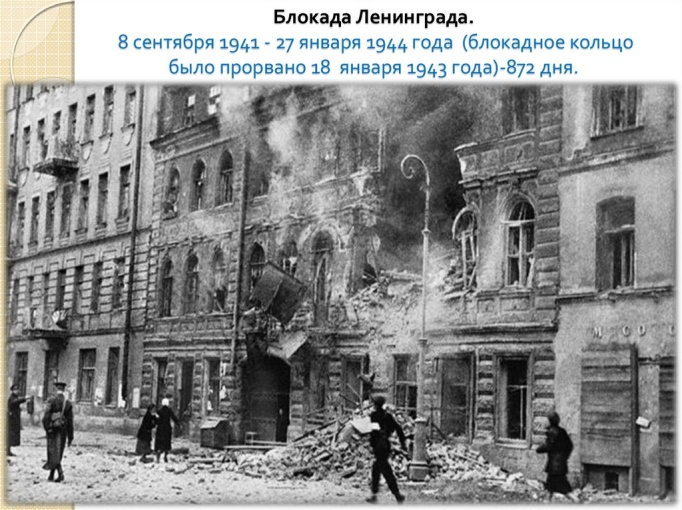 Блокада Ленинграда.
8 сентября 1941 - 27 января 1944 года (блокадное кольцо
было прорвано 18 января 1943 года)-872 дня.